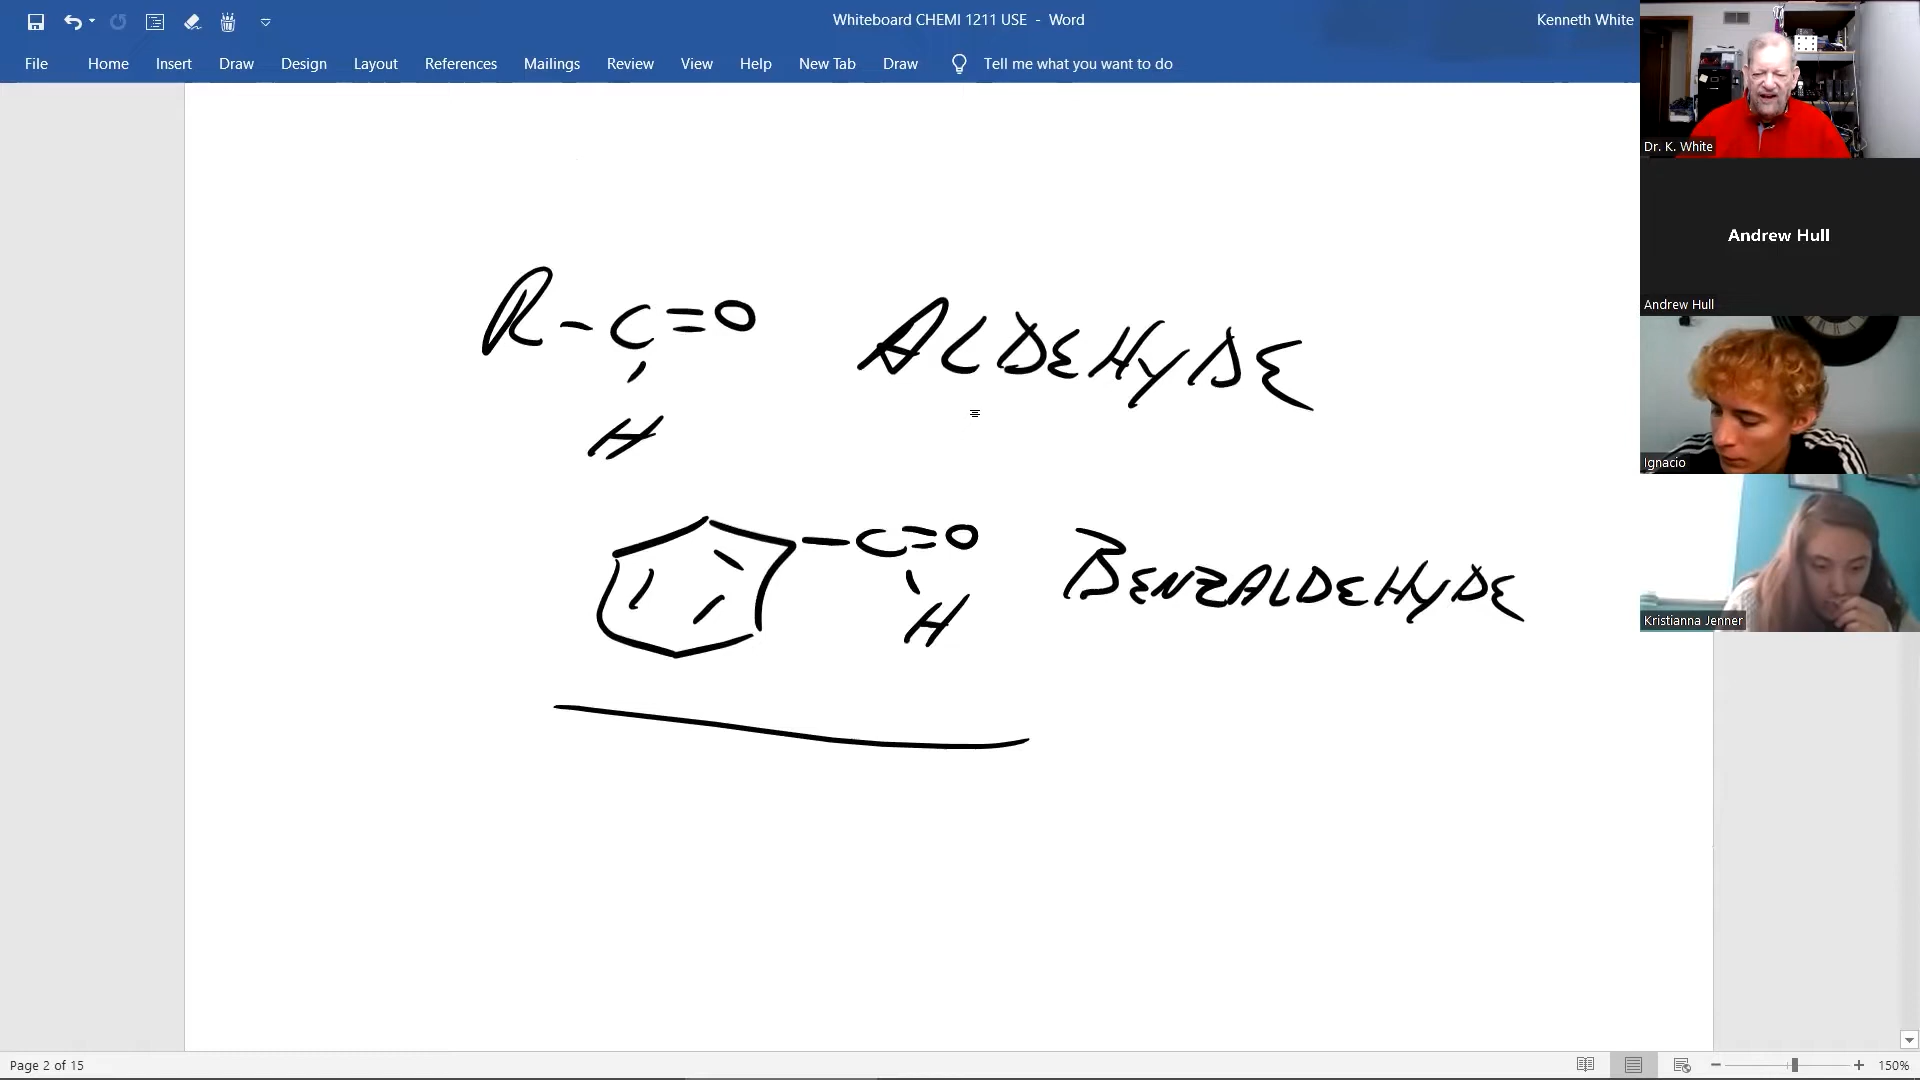 Whiteboard CHEMI 1211 USE - Word
Kenneth White
File Home Insert Draw Design Layout References Mailings Review View Help New Tab Draw Tell me what you want to do
Dr. K. White
Andrew Hull
Andrew Hull
Ignacio
Kristianna Jenner
R-C=O ALDEHYDE
H
-C=O BENZALDEHYDE
H
Page 2 of 15
150%